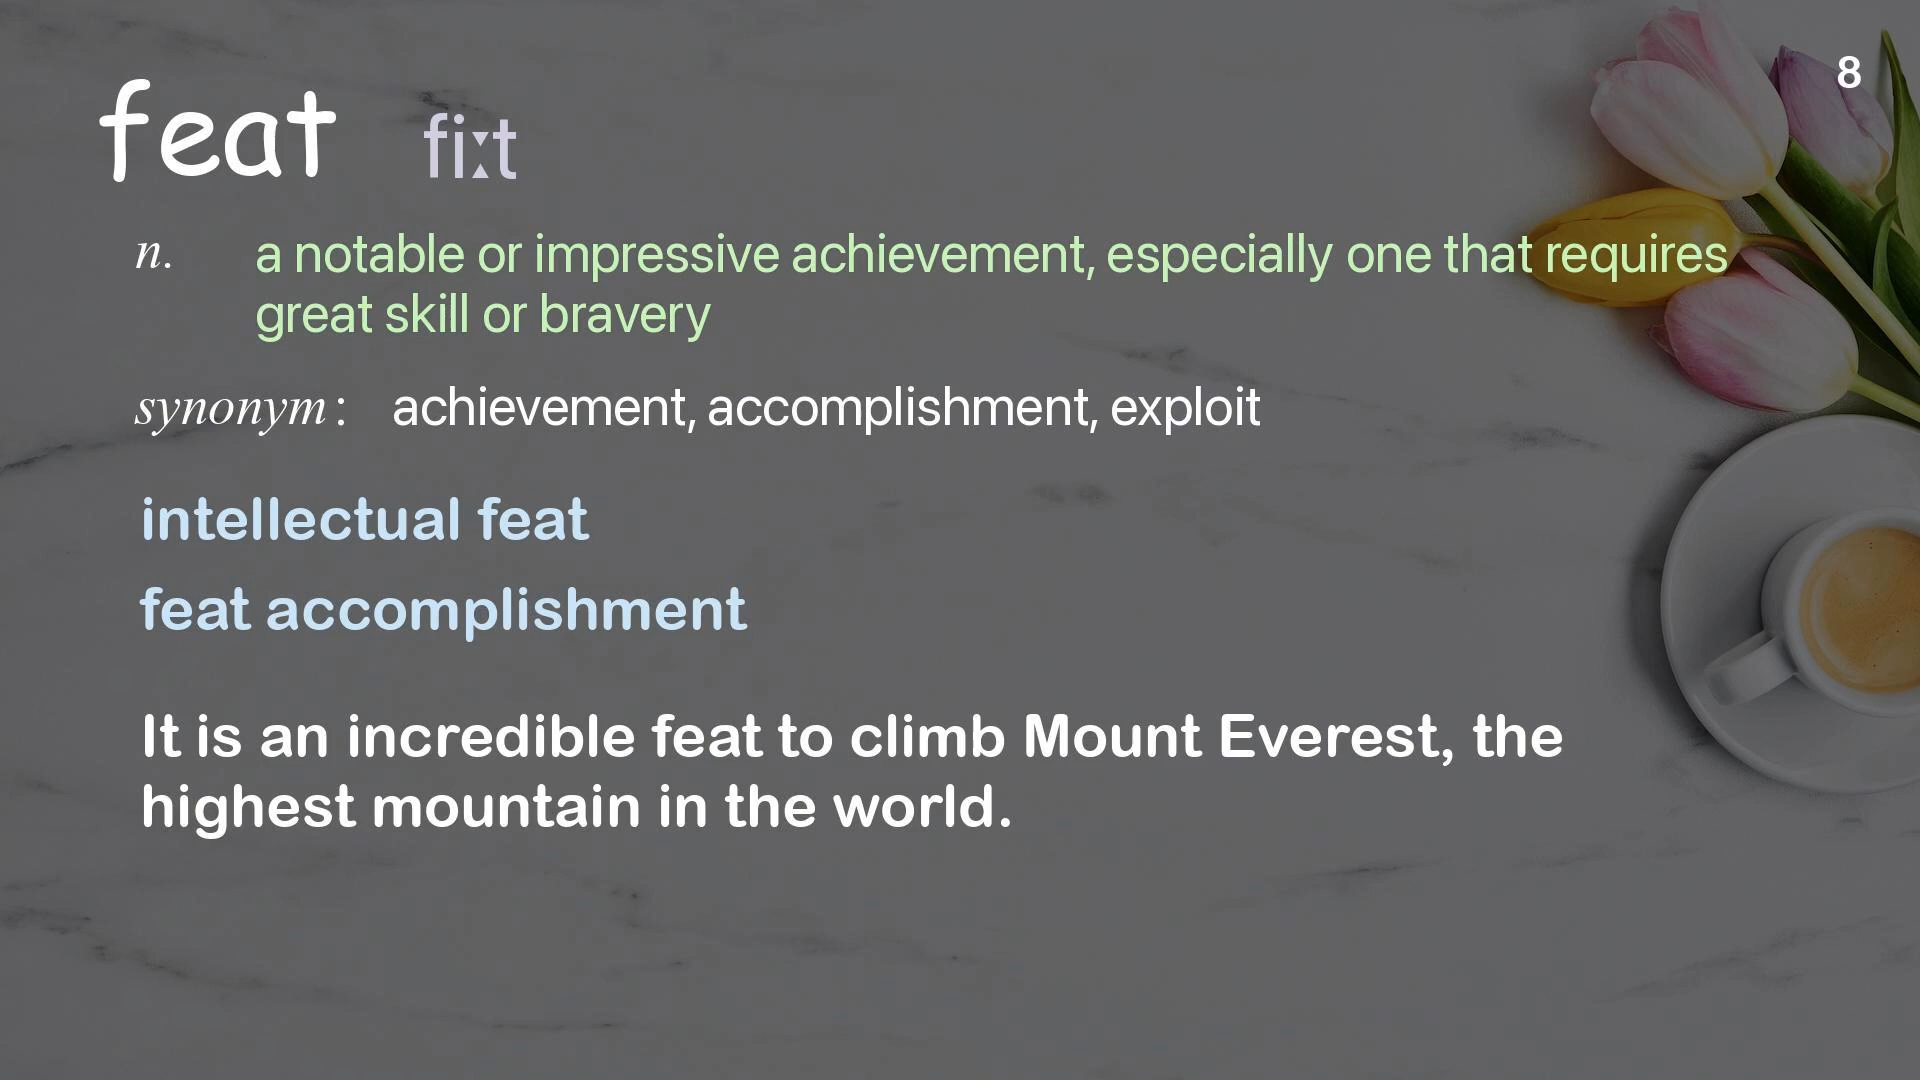 8
feat fiːt
n. a notable or impressive achievement, especially one that requires
great skill or bravery
synonym : achievement, accomplishment, exploit
intellectual feat
feat accomplishment
It is an incredible feat to climb Mount Everest, the
highest mountain in the world.